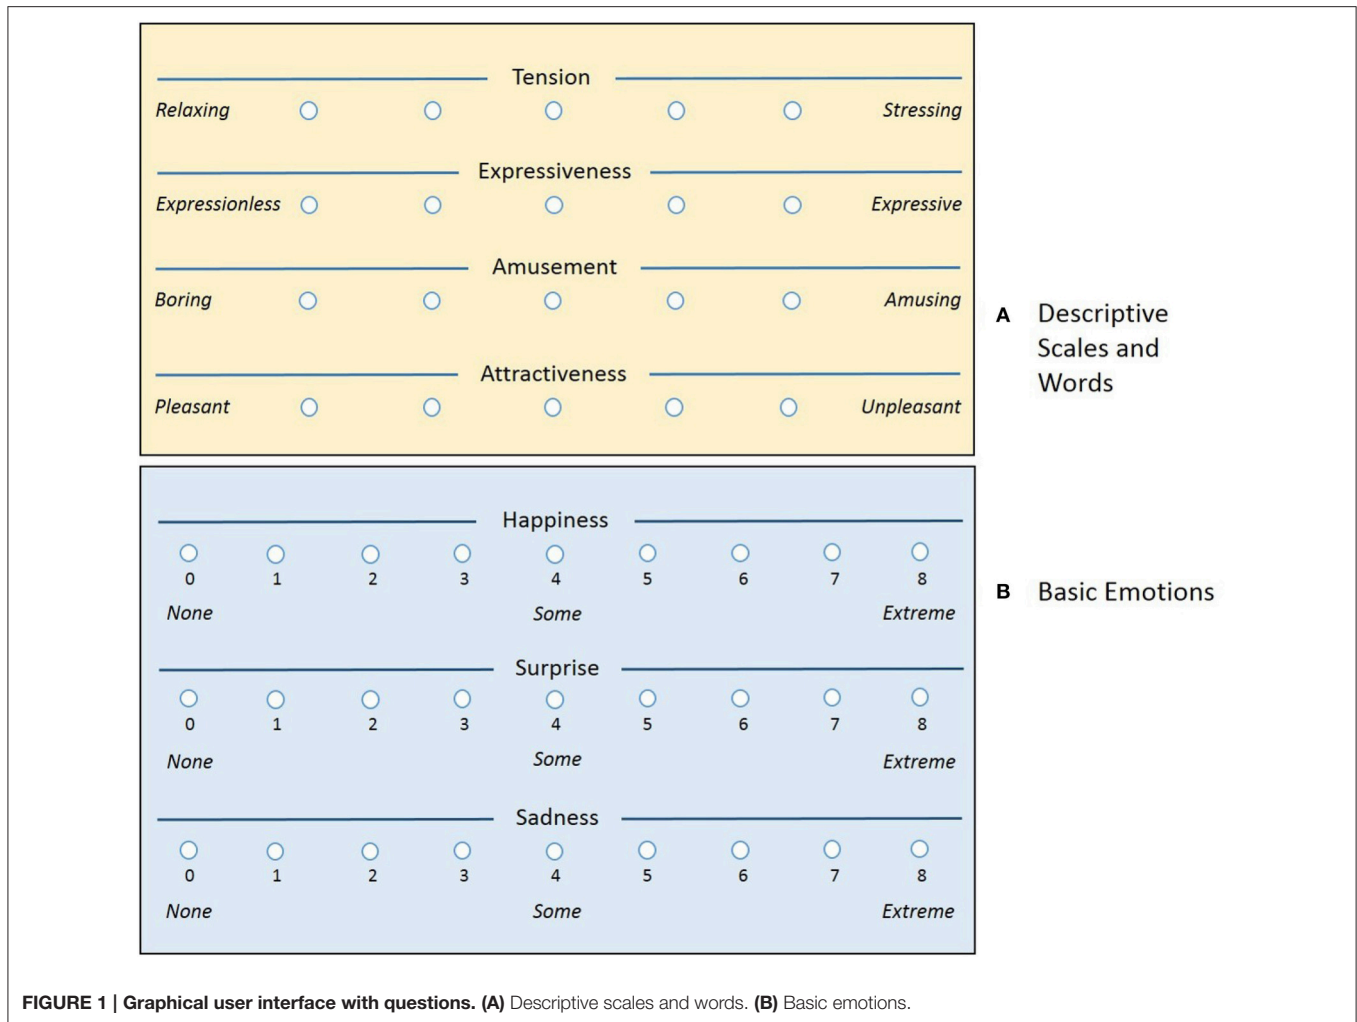 Tension
Relaxing Stressing
Expressiveness
Expressionless Expressive
Amusement
Boring Amusing
Attractiveness
Pleasant Unpleasant
A Descriptive
Scales and
Words
Happiness
0 1 2 3 4 5 6 7 8
None Some Extreme
Surprise
0 1 2 3 4 5 6 7 8
None Some Extreme
Sadness
0 1 2 3 4 5 6 7 8
None Some Extreme
B Basic Emotions
FIGURE 1 | Graphical user interface with questions. (A) Descriptive scales and words. (B) Basic emotions.